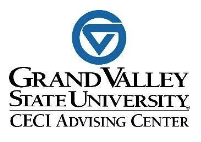 GRAND VALLEY
STATE UNIVERSITY
CECI ADVISING CENTER